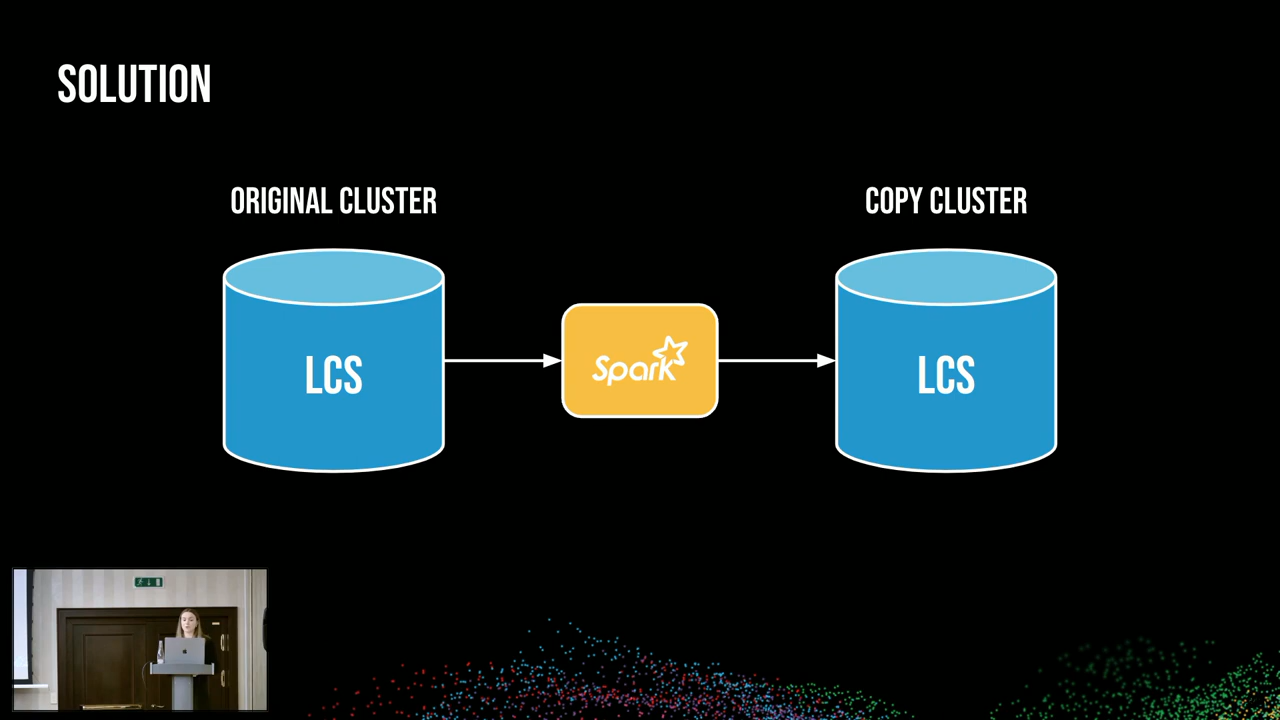 SOLUTION
ORIGINAL CLUSTER
COPY CLUSTER
LCS
Spark
LCS